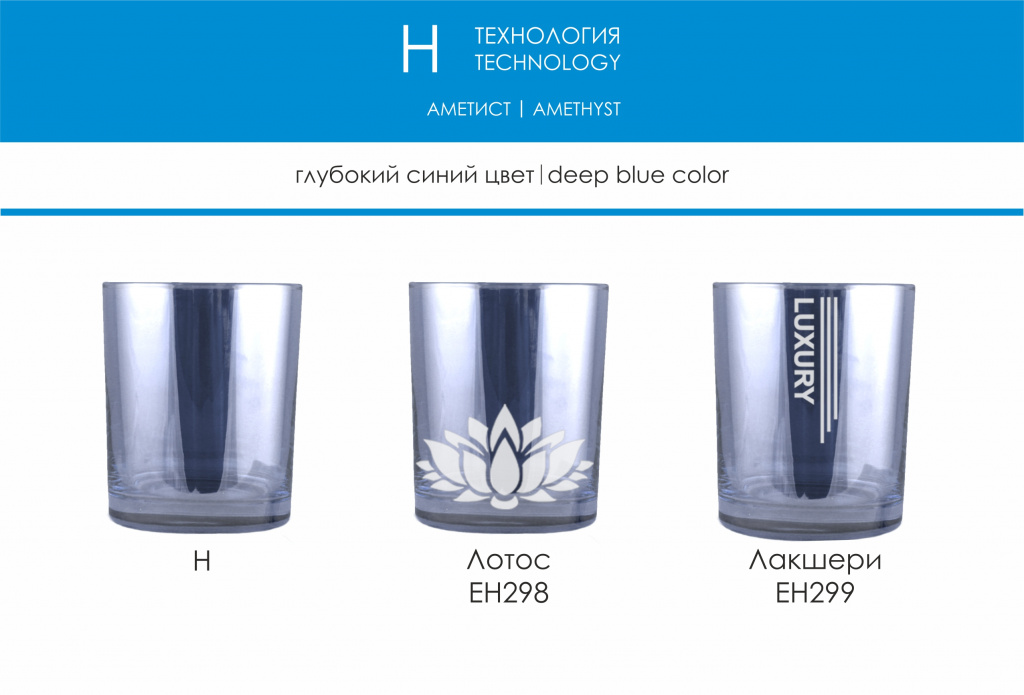 H
ТЕХНОЛОГИЯ
TECHNOLOGY
АМЕТИСТ | AMETHYST
глубокий синий цвет|deep blue color
LUXURY
H
Лотос
EH298
Лакшери
EH299